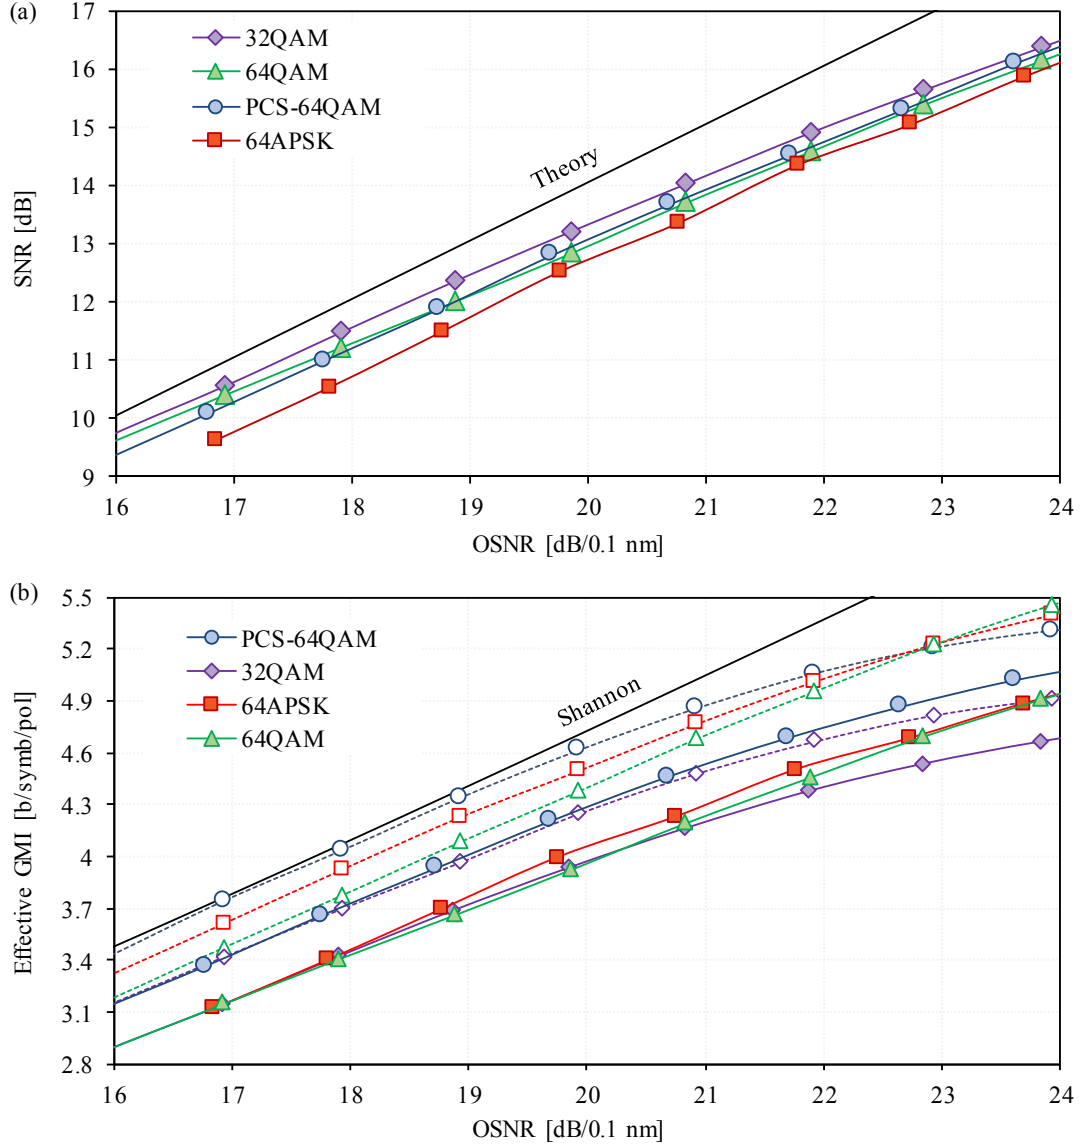 (a)
17
16
15
14
13
12
11
10
9
SNR [dB]
32QAM
64QAM
PCS-64QAM
64APSK
Theory
16 17 18 19 20 21 22 23 24
OSNR [dB/0.1 nm]
(b)
5.5
5.2
4.9
4.6
4.3
4
3.7
3.4
3.1
2.8
Effective GMI [b/symb/pol]
PCS-64QAM
32QAM
64APSK
64QAM
Shannon
16 17 18 19 20 21 22 23 24
OSNR [dB/0.1 nm]